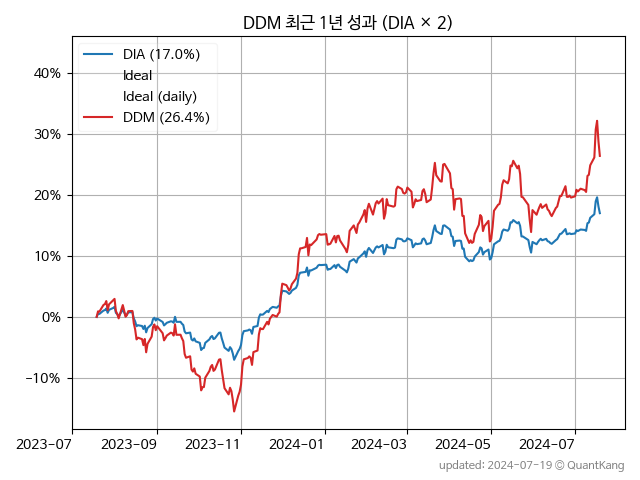 DDM 최근 1년 성과 (DIA × 2)
DIA (17.0%)
Ideal
Ideal (daily)
DDM (26.4%)
40%
30%
20%
10%
0%
−10%
2023−07
2023−09
2023−11
2024−01
2024−03
2024−05
2024−07
updated: 2024−07−19 © QuantKang